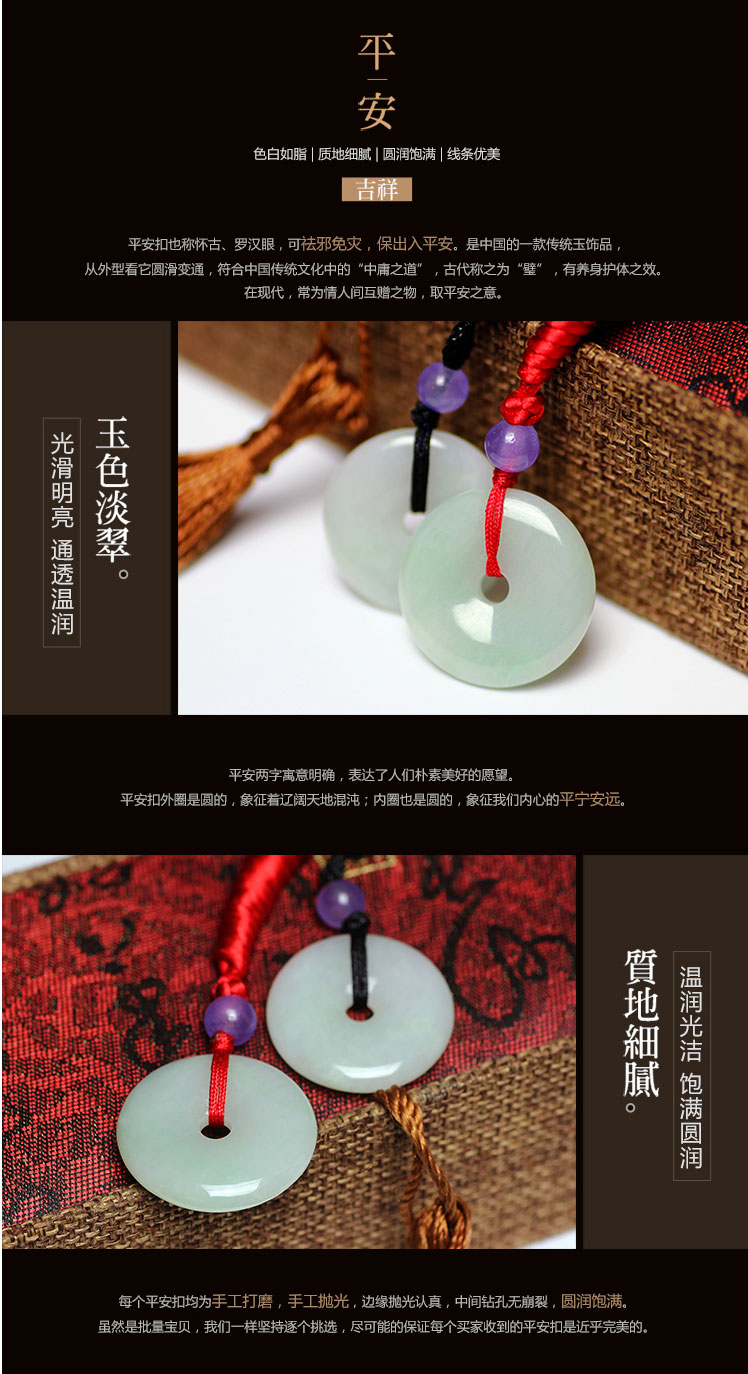 平安
色白如脂 | 质地细腻 | 圆润饱满 | 线条优美
吉祥
平安扣也称怀古、罗汉眼，可祛邪免灾，保出入平安。是中国的一款传统玉饰品，
从外型看它圆滑变通，符合中国传统文化中的“中庸之道”，古代称之为“璧”，有养身护体之效。
在现代，常为情人间互赠之物，取平安之意。
玉色淡翠。
光滑明亮 通透温润
平安两字寓意明确，表达了人们朴素美好的愿望。
平安扣外圈是圆的，象征着辽阔天地混沌；内圈也是圆的，象征我们内心的平宁安远。
温润光洁 饱满圆润
質地細膩。
每个平安扣均为手工打磨，手工抛光，边缘抛光认真，中间钻孔无崩裂，圆润饱满。
虽然是批量宝贝，我们一样坚持逐个挑选，尽可能的保证每个买家收到的平安扣是近乎完美的。